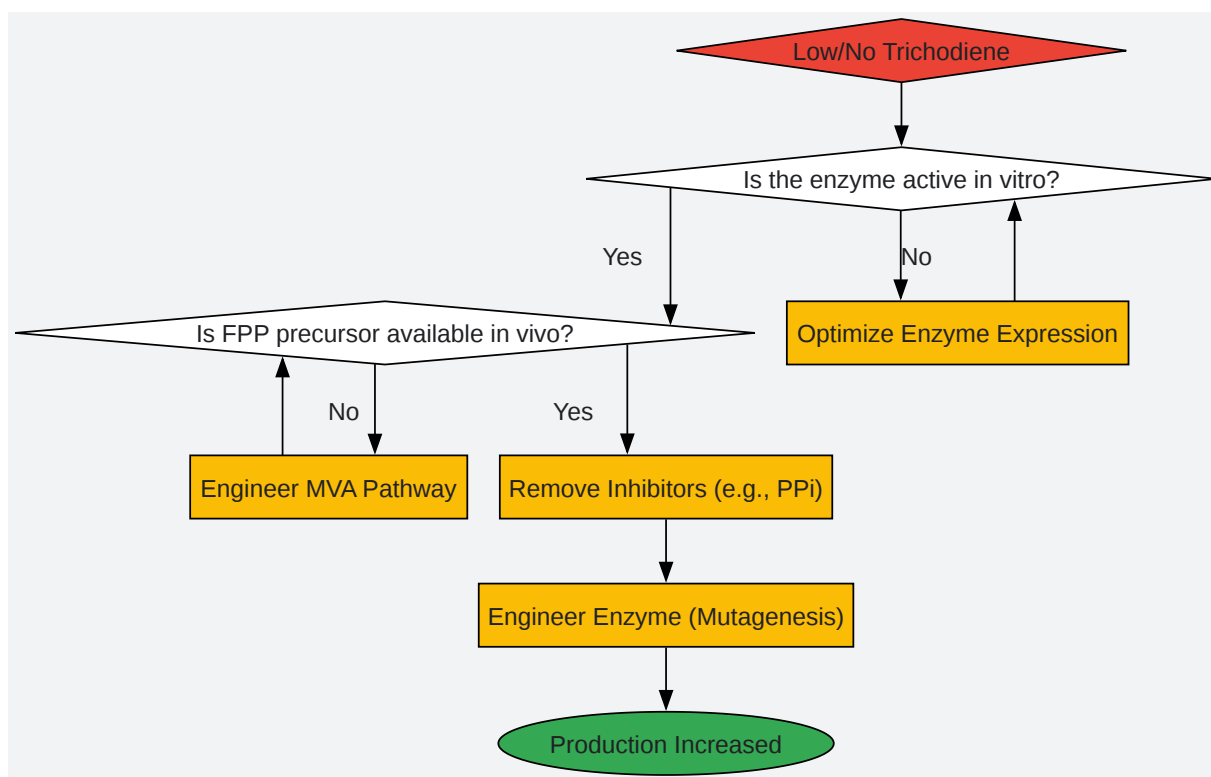 Low/No Trichodiene
Is the enzyme active in vitro?
Yes
No
Is FPP precursor available in vivo?
Optimize Enzyme Expression
No
Yes
Engineer MVA Pathway
Remove Inhibitors (e.g., PPi)
Engineer Enzyme (Mutagenesis)
Production Increased